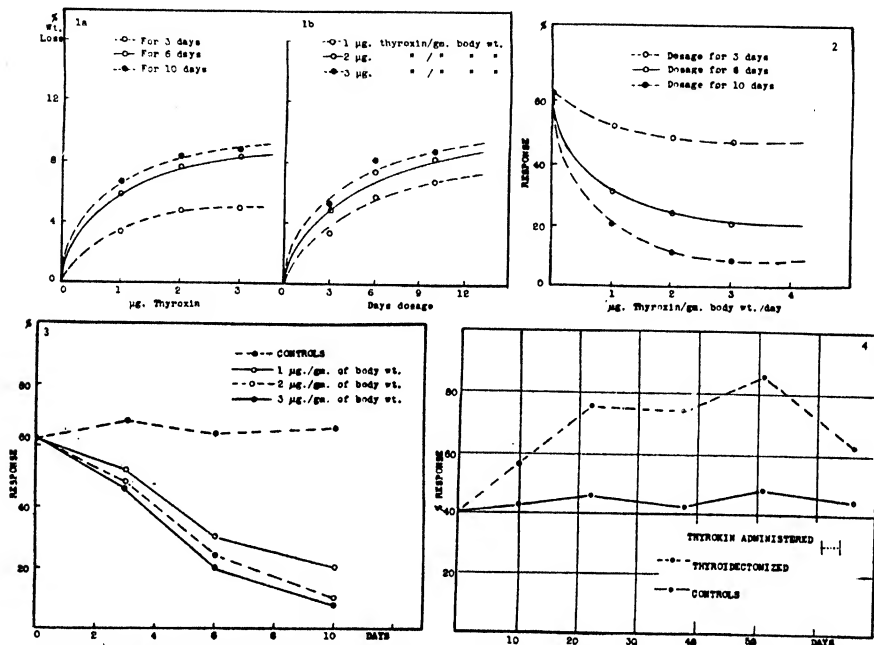 %
Wt.
Loss
1a
For 3 days
For 6 days
For 10 days
16
12
8
4
0
0 1 2 3
µg. Thyroxin
1b
1 µg. thyroxin/gm. body wt.
2 µg. " / " " "
3 µg. " / " " "
0 3 6 9 12
Days dosage
%
2
Dosage for 3 days
Dosage for 6 days
Dosage for 10 days
80
60
40
20
0
RESPONSE
1 2 3 4
µg. Thyroxin/gm. body wt./day
%
3
CONTROLS
1 µg./gm. of body wt.
2 µg./gm. of body wt.
3 µg./gm. of body wt.
80
60
40
20
RESPONSE
0 2 4 6 8 10 DAYS
4
80
60
40
20
% RESPONSE
THYROXIN ADMINISTERED
THYROIDECTOMIZED
CONTROLS
10 20 30 40 50 DAYS